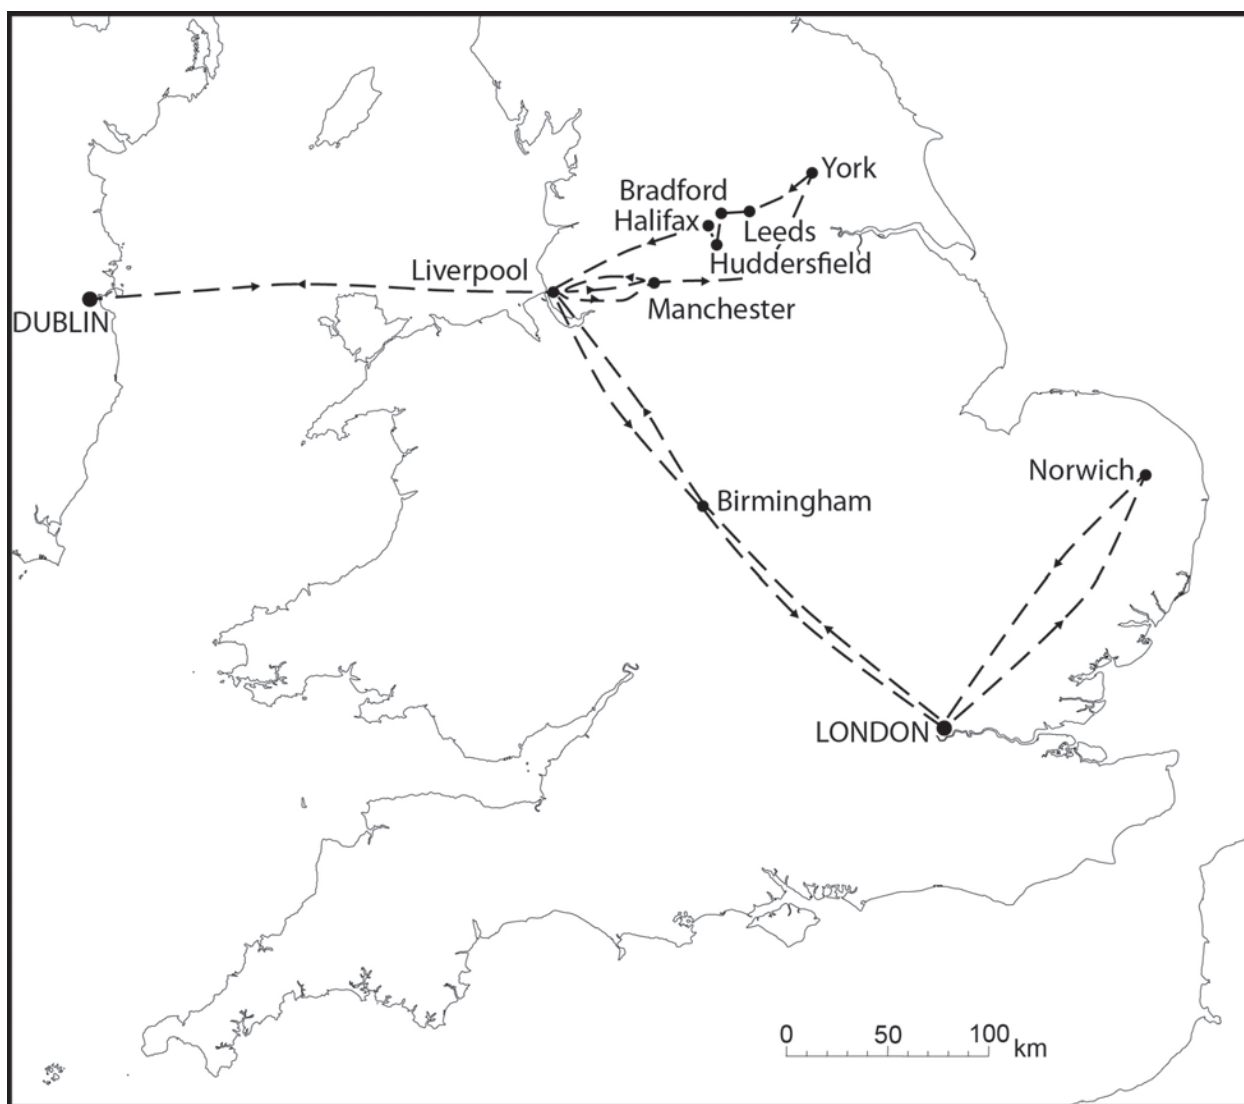 York
Bradford
Halifax
Leeds
Huddersfield
Liverpool
Manchester
DUBLIN
Norwich
Birmingham
LONDON
0 50 100
km